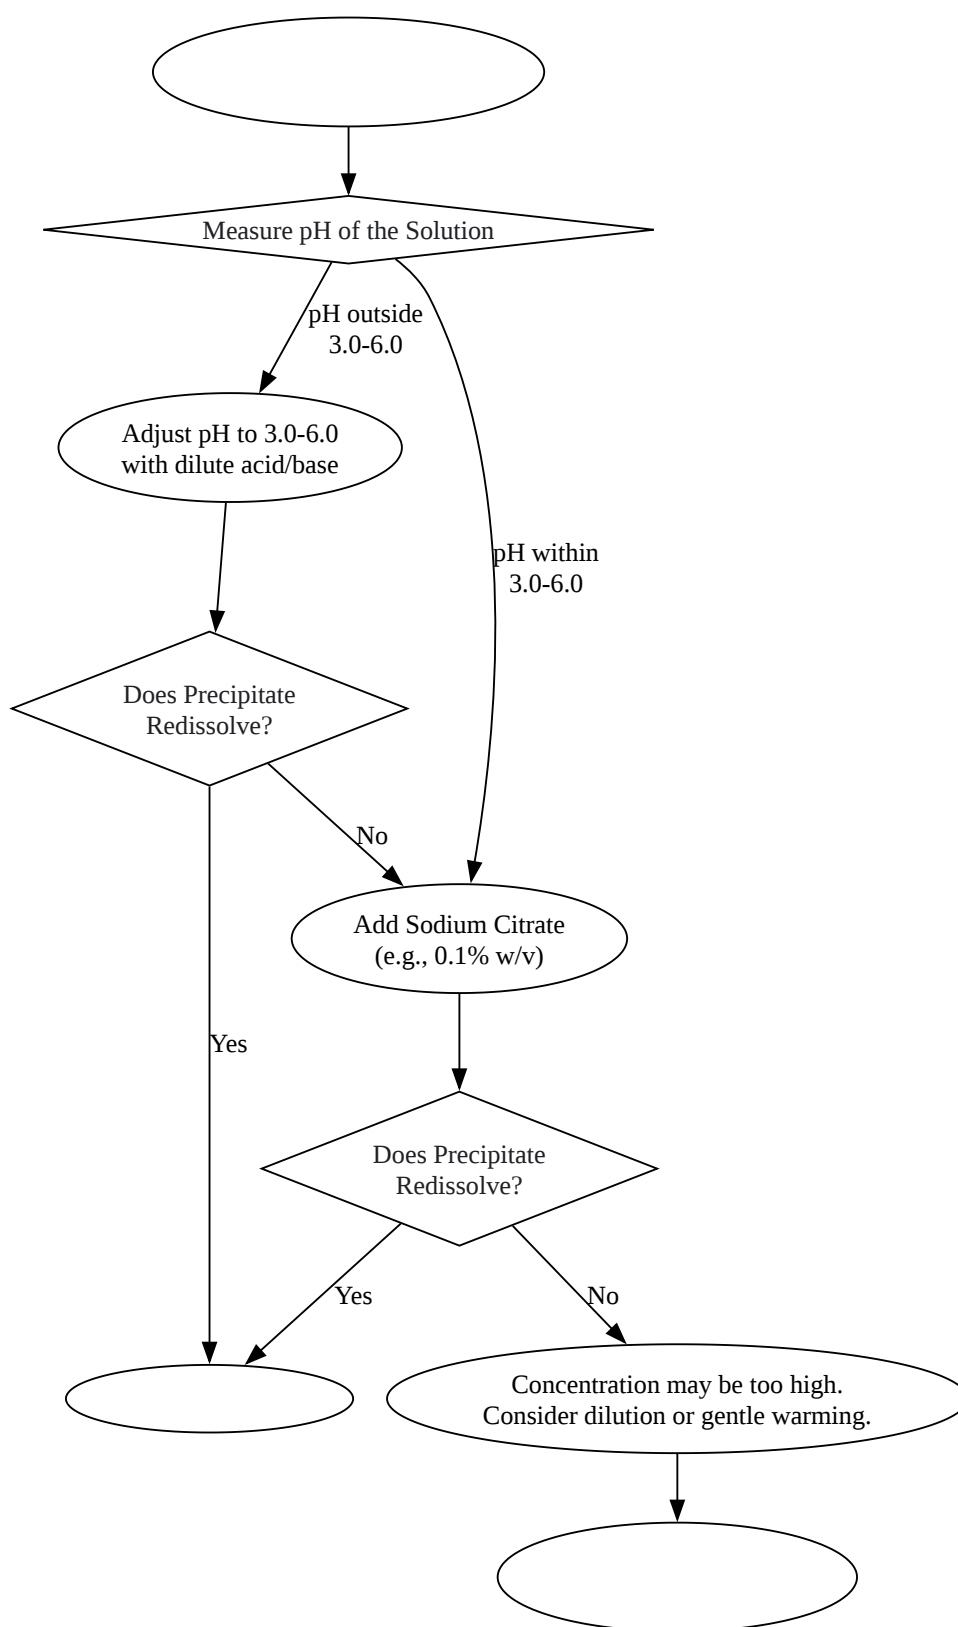 Measure pH of the Solution
pH outside
3.0-6.0
Adjust pH to 3.0-6.0
with dilute acid/base
pH within
3.0-6.0
Does Precipitate
Redissolve?
No
Add Sodium Citrate
(e.g., 0.1% w/v)
Yes
Does Precipitate
Redissolve?
Yes
No
Concentration may be too high.
Consider dilution or gentle warming.